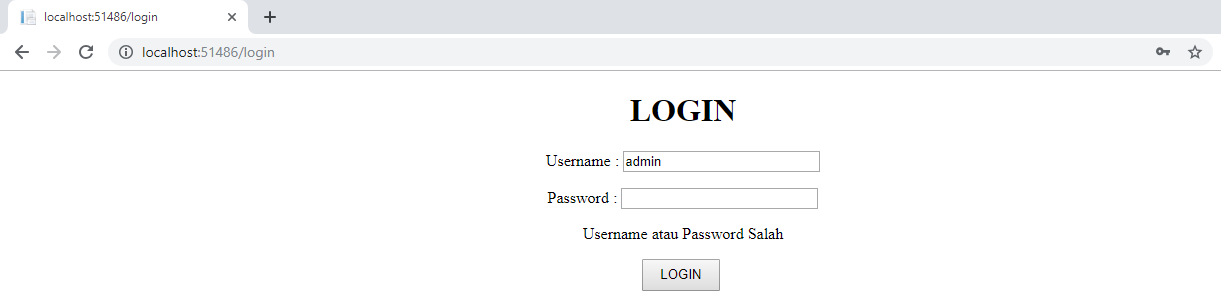 localhost:51486/login
localhost:51486/login
LOGIN
Username : admin
Password :
Username atau Password Salah
LOGIN